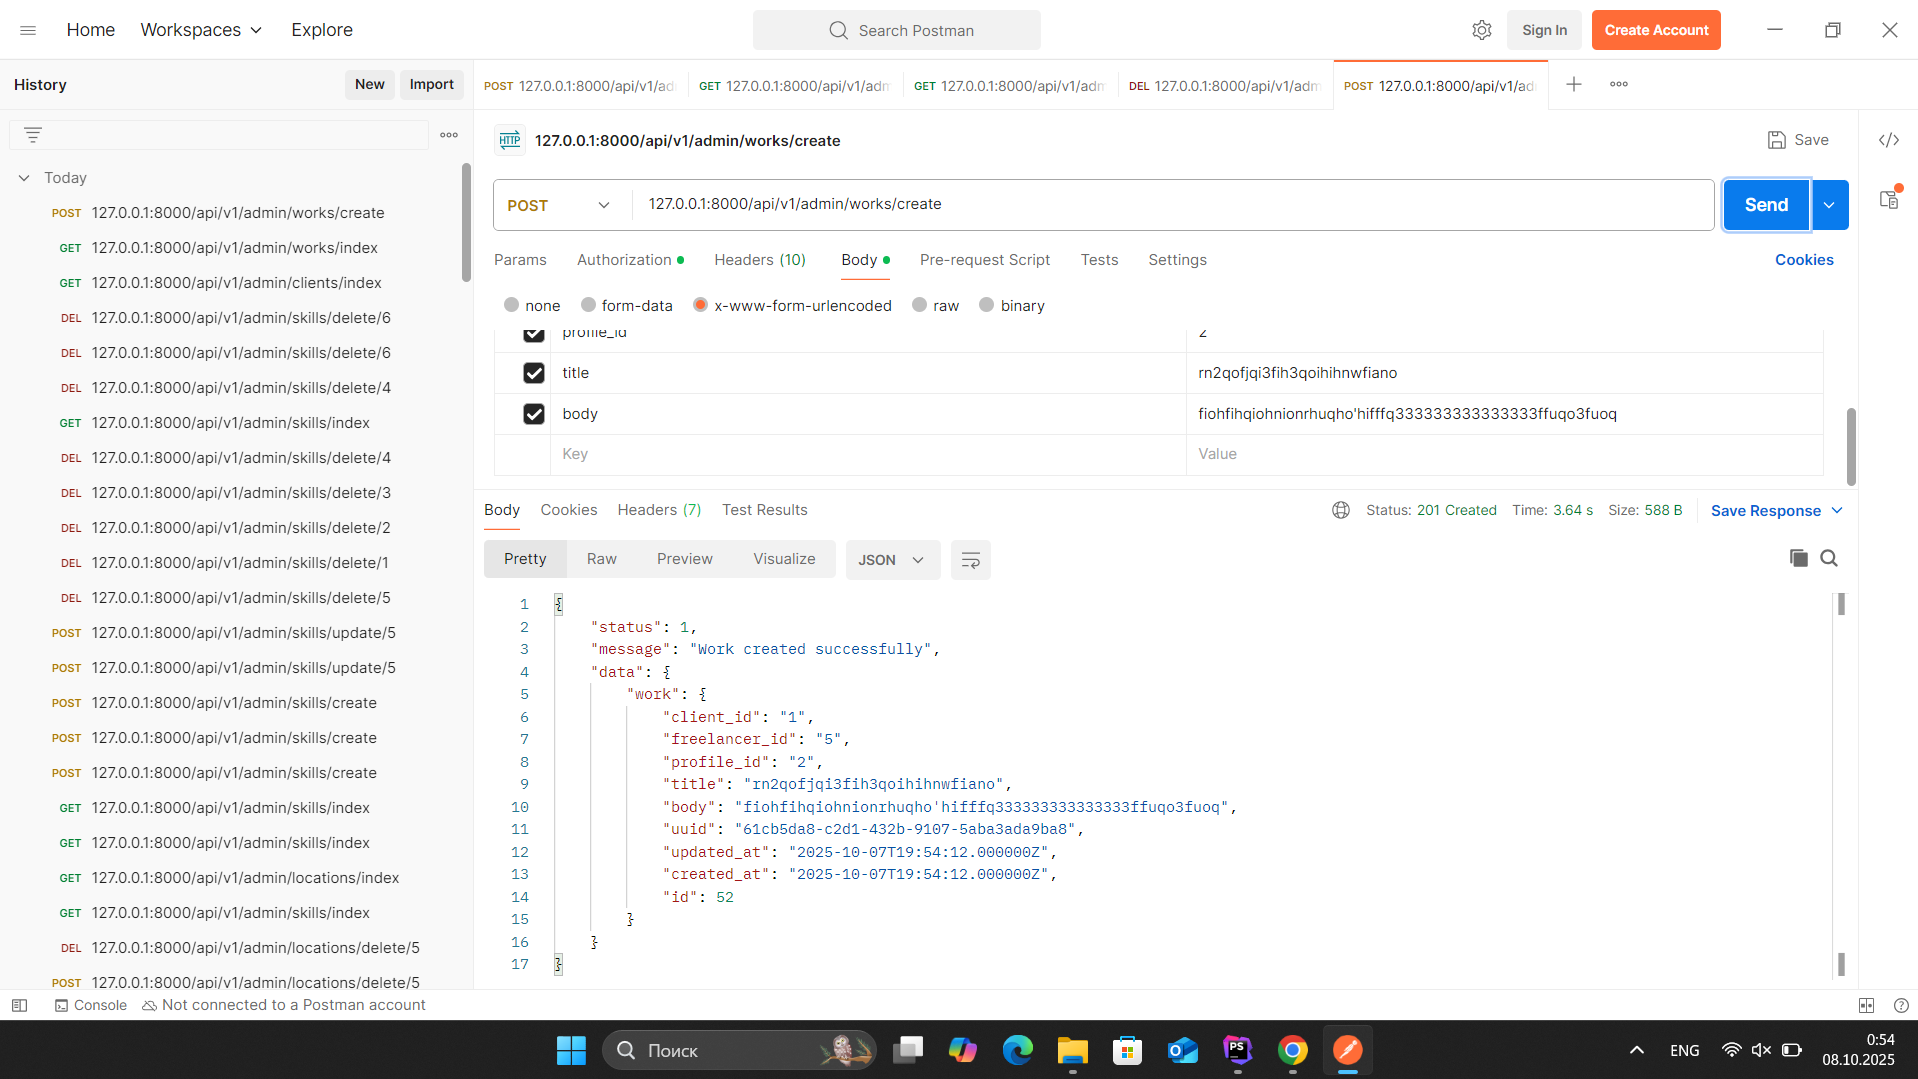 Home Workspaces Explore Search Postman Sign In Create Account
History New Import
POST 127.0.0.1:8000/api/v1/ad GET 127.0.0.1:8000/api/v1/adm GET 127.0.0.1:8000/api/v1/adm DEL 127.0.0.1:8000/api/v1/adm POST 127.0.0.1:8000/api/v1/ad
Today
POST 127.0.0.1:8000/api/v1/admin/works/create
GET 127.0.0.1:8000/api/v1/admin/works/index
GET 127.0.0.1:8000/api/v1/admin/clients/index
DEL 127.0.0.1:8000/api/v1/admin/skills/delete/6
DEL 127.0.0.1:8000/api/v1/admin/skills/delete/6
DEL 127.0.0.1:8000/api/v1/admin/skills/delete/4
GET 127.0.0.1:8000/api/v1/admin/skills/index
DEL 127.0.0.1:8000/api/v1/admin/skills/delete/4
DEL 127.0.0.1:8000/api/v1/admin/skills/delete/3
DEL 127.0.0.1:8000/api/v1/admin/skills/delete/2
DEL 127.0.0.1:8000/api/v1/admin/skills/delete/1
DEL 127.0.0.1:8000/api/v1/admin/skills/delete/5
POST 127.0.0.1:8000/api/v1/admin/skills/update/5
POST 127.0.0.1:8000/api/v1/admin/skills/update/5
POST 127.0.0.1:8000/api/v1/admin/skills/create
POST 127.0.0.1:8000/api/v1/admin/skills/create
POST 127.0.0.1:8000/api/v1/admin/skills/create
GET 127.0.0.1:8000/api/v1/admin/skills/index
GET 127.0.0.1:8000/api/v1/admin/skills/index
GET 127.0.0.1:8000/api/v1/admin/locations/index
GET 127.0.0.1:8000/api/v1/admin/skills/index
DEL 127.0.0.1:8000/api/v1/admin/locations/delete/5
POST 127.0.0.1:8000/api/v1/admin/locations/delete/5
HTTP 127.0.0.1:8000/api/v1/admin/works/create Save
POST 127.0.0.1:8000/api/v1/admin/works/create Send
Params Authorization Headers (10) Body Pre-request Script Tests Settings Cookies
none form-data x-www-form-urlencoded raw binary
profile_id 2
title rn2qofjqi3fih3qoihihnwfiano
body fiohfihqiohnionrhuqho'hifffq333333333333333ffuqo3fuoq
Key Value
Body Cookies Headers (7) Test Results Status: 201 Created Time: 3.64 s Size: 588 B Save Response
Pretty Raw Preview Visualize JSON
1 {
2 "status": 1,
3 "message": "Work created successfully",
4 "data": {
5 "work": {
6 "client_id": "1",
7 "freelancer_id": "5",
8 "profile_id": "2",
9 "title": "rn2qofjqi3fih3qoihihnwfiano",
10 "body": "fiohfihqiohnionrhuqho'hifffq333333333333333ffuqo3fuoq",
11 "uuid": "61cb5da8-c2d1-432b-9107-5aba3ada9ba8",
12 "updated_at": "2025-10-07T19:54:12.000000Z",
13 "created_at": "2025-10-07T19:54:12.000000Z",
14 "id": 52
15 }
16 }
17 }
Console Not connected to a Postman account
Поиск PS ENG 0:54
08.10.2025